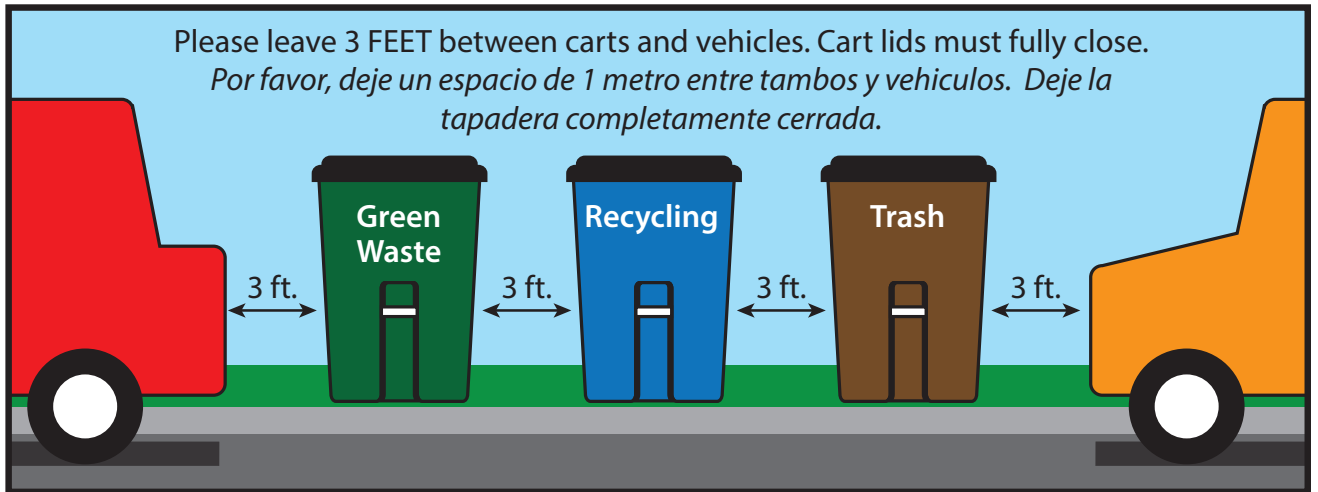 Please leave 3 FEET between carts and vehicles. Cart lids must fully close.
Por favor, deje un espacio de 1 metro entre tambos y vehiculos. Deje la
tapadera completamente cerrada.
Green
Waste
Recycling
Trash
3 ft.
3 ft.
3 ft.
3 ft.